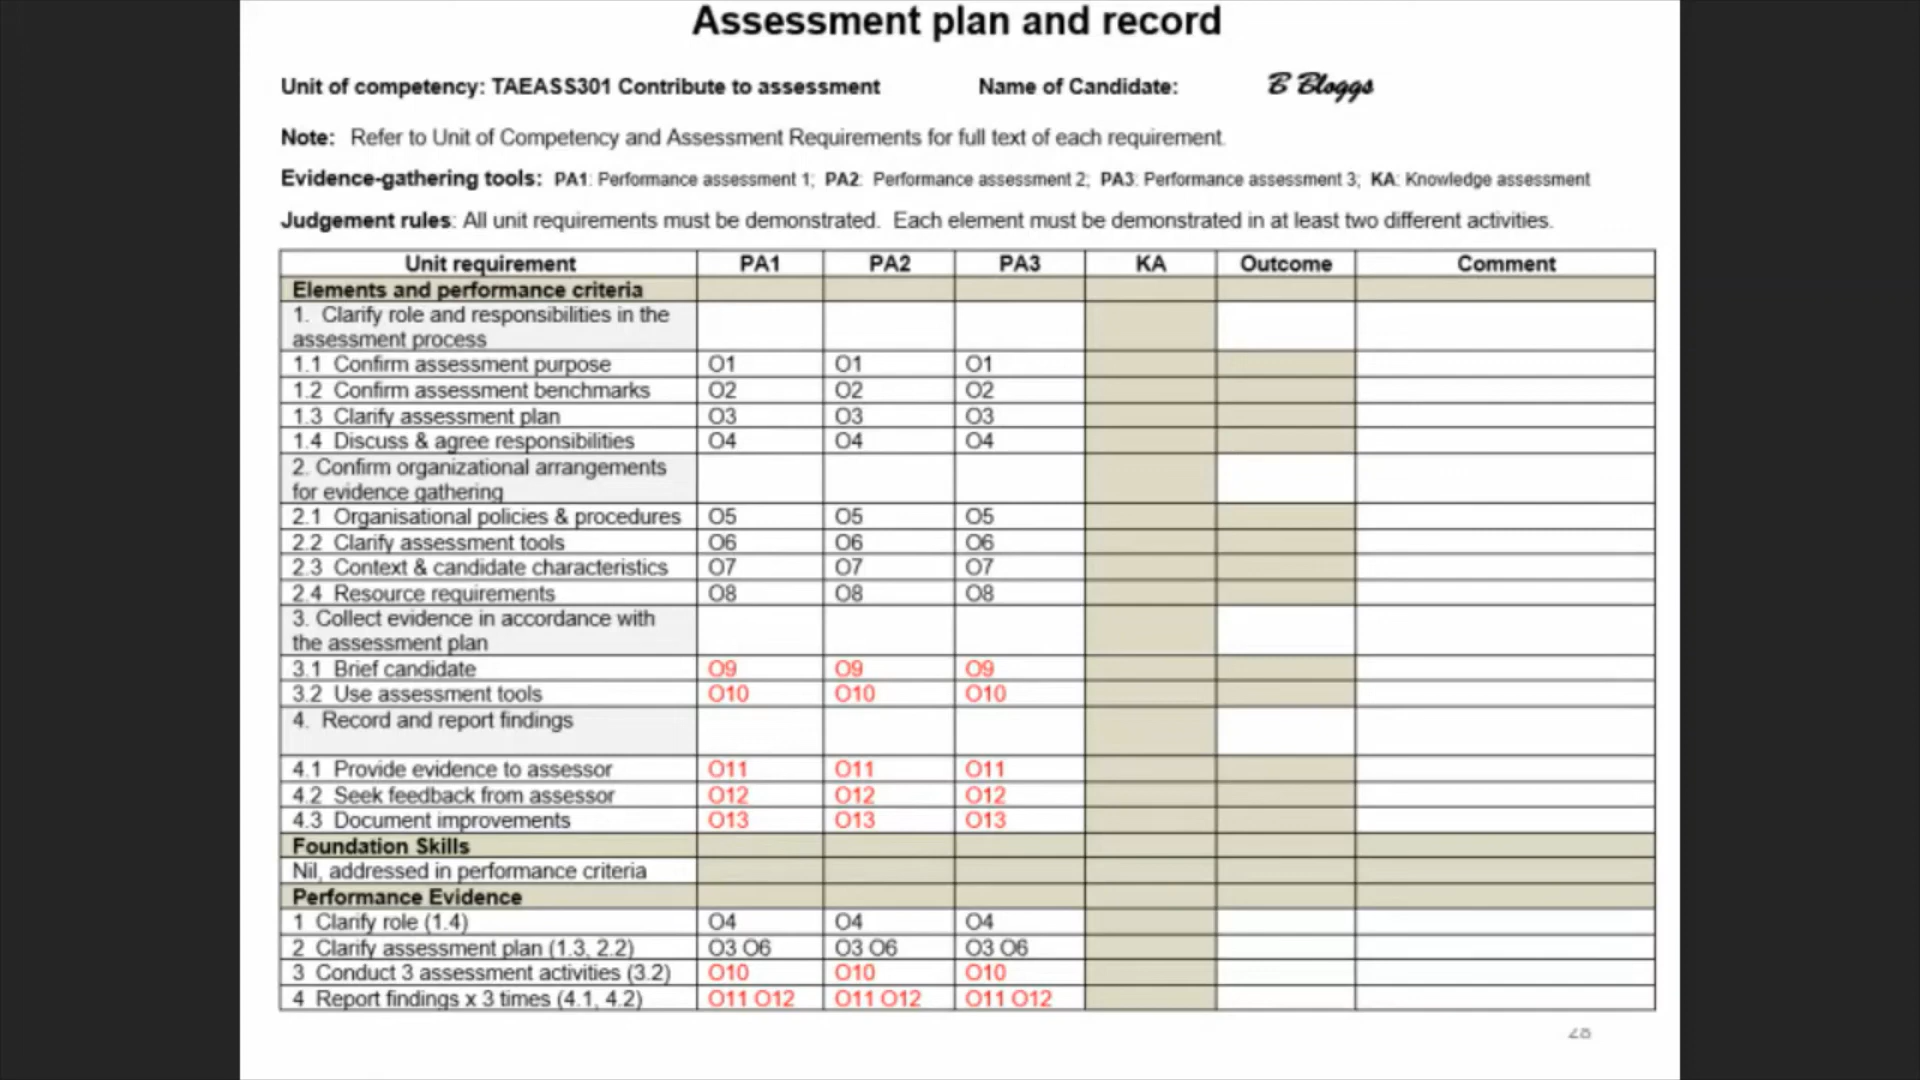 Assessment plan and record
Unit of competency: TAEASS301 Contribute to assessment Name of Candidate: B Bloggs
Note: Refer to Unit of Competency and Assessment Requirements for full text of each requirement.
Evidence-gathering tools: PA1: Performance assessment 1; PA2: Performance assessment 2; PA3: Performance assessment 3; KA: Knowledge assessment
Judgement rules: All unit requirements must be demonstrated. Each element must be demonstrated in at least two different activities.
Unit requirement PA1 PA2 PA3 KA Outcome Comment
Elements and performance criteria
1. Clarify role and responsibilities in the
assessment process
1.1 Confirm assessment purpose O1 O1 O1
1.2 Confirm assessment benchmarks O2 O2 O2
1.3 Clarify assessment plan O3 O3 O3
1.4 Discuss & agree responsibilities O4 O4 O4
2. Confirm organizational arrangements
for evidence gathering
2.1 Organisational policies & procedures O5 O5 O5
2.2 Clarify assessment tools O6 O6 O6
2.3 Context & candidate characteristics O7 O7 O7
2.4 Resource requirements O8 O8 O8
3. Collect evidence in accordance with
the assessment plan
3.1 Brief candidate O9 O9 O9
3.2 Use assessment tools O10 O10 O10
4. Record and report findings
4.1 Provide evidence to assessor O11 O11 O11
4.2 Seek feedback from assessor O12 O12 O12
4.3 Document improvements O13 O13 O13
Foundation Skills
Nil, addressed in performance criteria
Performance Evidence
1 Clarify role (1.4) O4 O4 O4
2 Clarify assessment plan (1.3, 2.2) O3 O6 O3 O6 O3 O6
3 Conduct 3 assessment activities (3.2) O10 O10 O10
4 Report findings x 3 times (4.1, 4.2) O11 O12 O11 O12 O11 O12